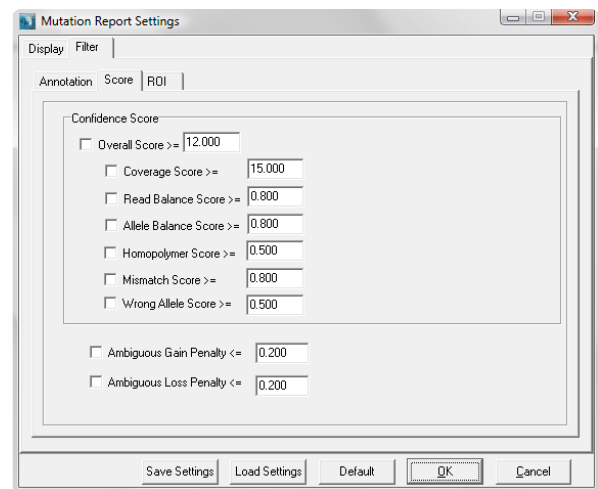 Mutation Report Settings
Display Filter
Annotation Score ROI
Confidence Score
Overall Score >= 12.000
Coverage Score >= 15.000
Read Balance Score >= 0.800
Allele Balance Score >= 0.800
Homopolymer Score >= 0.500
Mismatch Score >= 0.800
Wrong Allele Score >= 0.500
Ambiguous Gain Penalty <= 0.200
Ambiguous Loss Penalty <= 0.200
Save Settings Load Settings Default OK Cancel